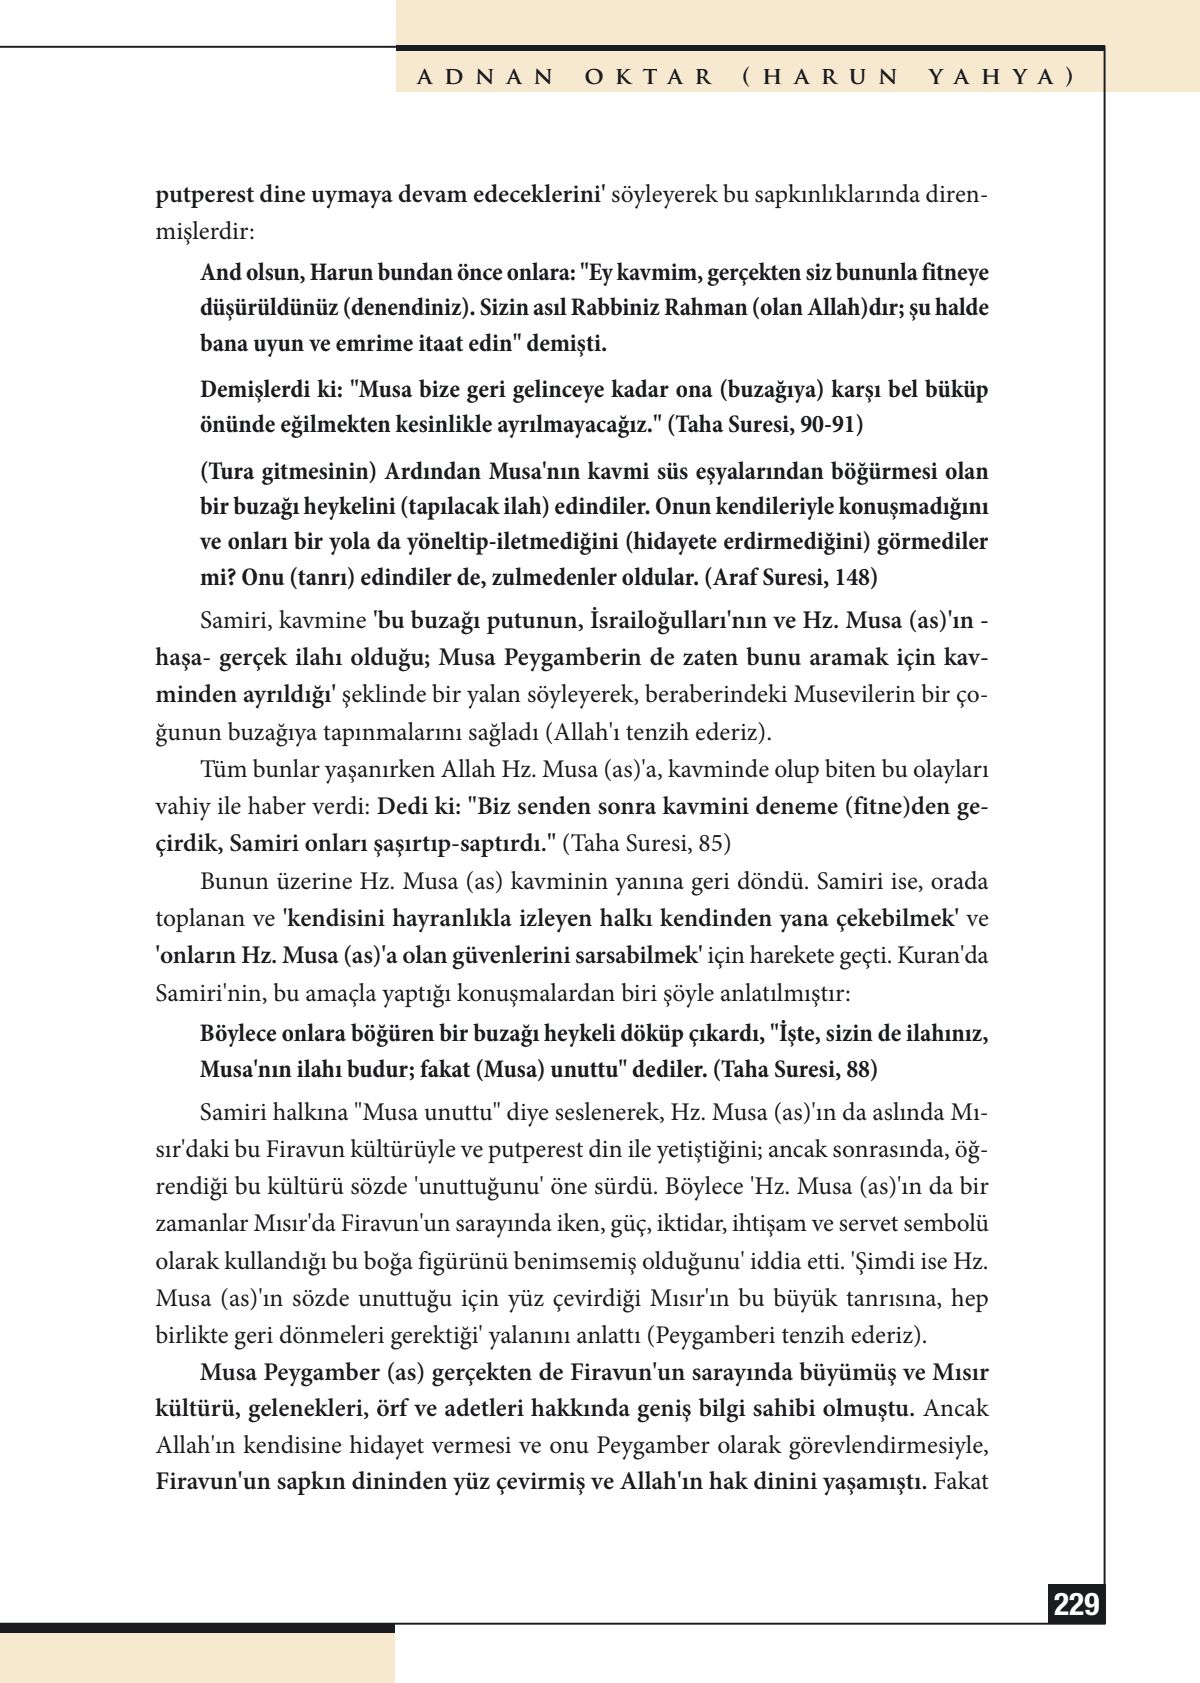 ADNAN OKTAR (HARUN YAHYA)
putperest dine uymaya devam edeceklerini' söyleyerek bu sapkınlıklarında diren-
mişlerdir:
And olsun, Harun bundan önce onlara: "Ey kavmim, gerçekten siz bununla fitneye
düşürüldünüz (denendiniz). Sizin asıl Rabbiniz Rahman (olan Allah)dır; şu halde
bana uyun ve emrime itaat edin" demişti.
Demişlerdi ki: "Musa bize geri gelinceye kadar ona (buzağıya) karşı bel büküp
önünde eğilmekten kesinlikle ayrılmayacağız." (Taha Suresi, 90-91)
(Tura gitmesinin) Ardından Musa'nın kavmi süs eşyalarından böğürmesi olan
bir buzağı heykelini (tapılacak ilah) edindiler. Onun kendileriyle konuşmadığını
ve onları bir yola da yöneltip-iletmediğini (hidayete erdirmediğini) görmediler
mi? Onu (tanrı) edindiler de, zulmedenler oldular. (Araf Suresi, 148)
Samiri, kavmine 'bu buzağı putunun, İsrailoğulları'nın ve Hz. Musa (as)'ın -
haşa- gerçek ilahı olduğu; Musa Peygamberin de zaten bunu aramak için kav-
minden ayrıldığı' şeklinde bir yalan söyleyerek, beraberindeki Musevilerin bir ço-
ğunun buzağıya tapınmalarını sağladı (Allah'ı tenzih ederiz).
Tüm bunlar yaşanırken Allah Hz. Musa (as)'a, kavminde olup biten bu olayları
vahiy ile haber verdi: Dedi ki: "Biz senden sonra kavmini deneme (fitne)den ge-
çirdik, Samiri onları şaşırtıp-saptırdı." (Taha Suresi, 85)
Bunun üzerine Hz. Musa (as) kavminin yanına geri döndü. Samiri ise, orada
toplanan ve 'kendisini hayranlıkla izleyen halkı kendinden yana çekebilmek' ve
'onların Hz. Musa (as)'a olan güvenlerini sarsabilmek' için harekete geçti. Kuran'da
Samiri'nin, bu amaçla yaptığı konuşmalardan biri şöyle anlatılmıştır:
Böylece onlara böğüren bir buzağı heykeli döküp çıkardı, "İşte, sizin de ilahınız,
Musa'nın ilahı budur; fakat (Musa) unuttu" dediler. (Taha Suresi, 88)
Samiri halkına "Musa unuttu" diye seslenerek, Hz. Musa (as)'ın da aslında Mı-
sır'daki bu Firavun kültürüyle ve putperest din ile yetiştiğini; ancak sonrasında, öğ-
rendiği bu kültürü sözde 'unuttuğunu' öne sürdü. Böylece 'Hz. Musa (as)'ın da bir
zamanlar Mısır'da Firavun'un sarayında iken, güç, iktidar, ihtişam ve servet sembolü
olarak kullandığı bu boğa figürünü benimsemiş olduğunu' iddia etti. 'Şimdi ise Hz.
Musa (as)'ın sözde unuttuğu için yüz çevirdiği Mısır'ın bu büyük tanrısına, hep
birlikte geri dönmeleri gerektiği' yalanını anlattı (Peygamberi tenzih ederiz).
Musa Peygamber (as) gerçekten de Firavun'un sarayında büyümüş ve Mısır
kültürü, gelenekleri, örf ve adetleri hakkında geniş bilgi sahibi olmuştu. Ancak
Allah'ın kendisine hidayet vermesi ve onu Peygamber olarak görevlendirmesiyle,
Firavun'un sapkın dininden yüz çevirmiş ve Allah'ın hak dinini yaşamıştı. Fakat
229